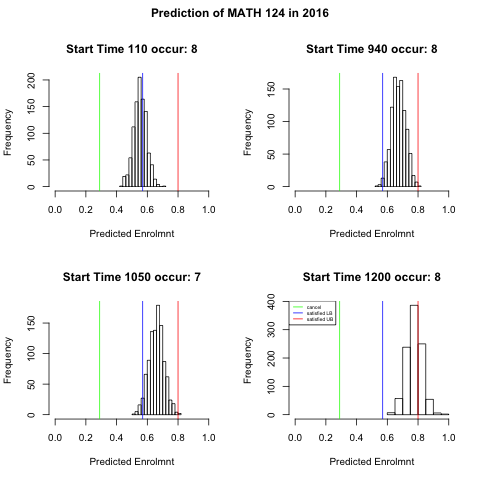 Prediction of MATH 124 in 2016
Start Time 110 occur: 8
Frequency
0 50 100 150 200
0.0 0.2 0.4 0.6 0.8 1.0
Predicted Enrolmnt
Start Time 940 occur: 8
Frequency
0 50 100 150
0.0 0.2 0.4 0.6 0.8 1.0
Predicted Enrolmnt
Start Time 1050 occur: 7
Frequency
0 50 100 150
0.0 0.2 0.4 0.6 0.8 1.0
Predicted Enrolmnt
Start Time 1200 occur: 8
cancel
satisfied LB
satisfied UB
Frequency
0 100 200 300 400
0.0 0.2 0.4 0.6 0.8 1.0
Predicted Enrolmnt